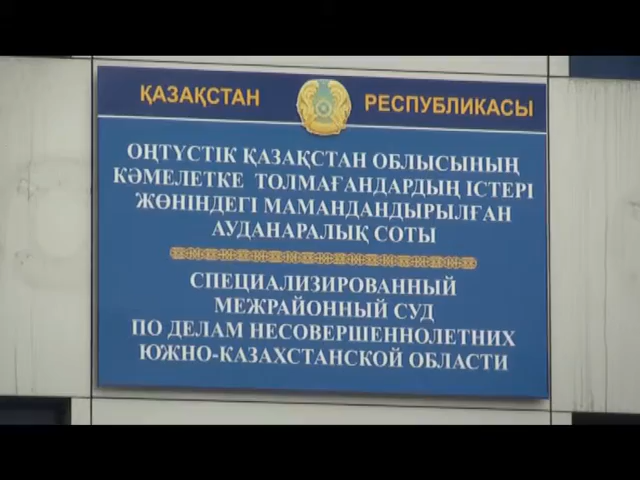 ҚАЗАҚСТАН РЕСПУБЛИКАСЫ
ОҢТҮСТІК ҚАЗАҚСТАН ОБЛЫСЫНЫҢ
КӘМЕЛЕТКЕ ТОЛМАҒАНДАРДЫҢ ІСТЕРІ
ЖӨНІНДЕГІ МАМАНДАНДЫРЫЛҒАН
АУДАНАРАЛЫҚ СОТЫ
СПЕЦИАЛИЗИРОВАННЫЙ
МЕЖРАЙОННЫЙ СУД
ПО ДЕЛАМ НЕСОВЕРШЕННОЛЕТНИХ
ЮЖНО-КАЗАХСТАНСКОЙ ОБЛАСТИ